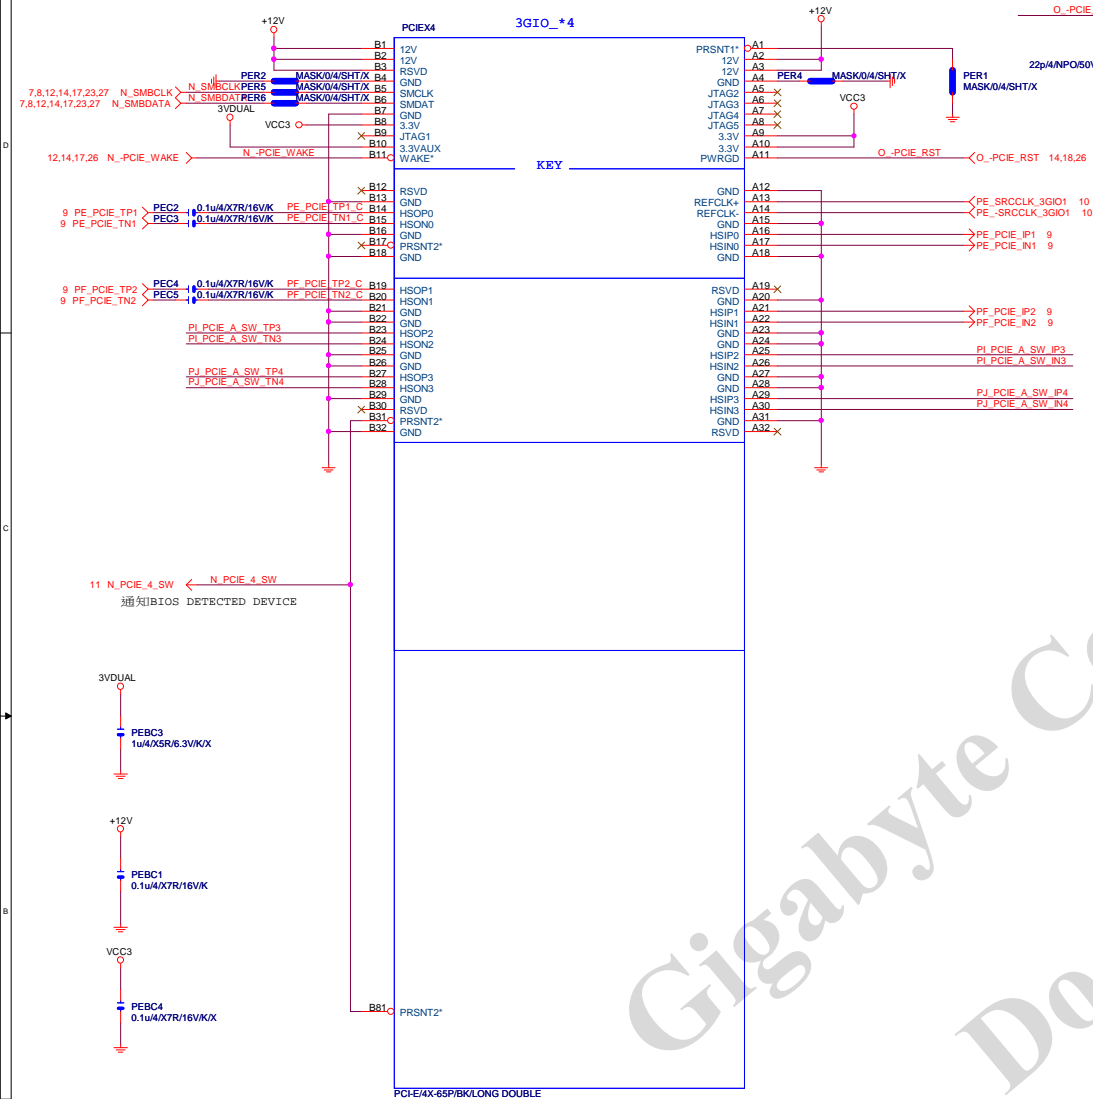 +12V
PCIEX4
3GIO_*4
+12V
O_-PCIE
B1 12V PRSNT1* A1
B2 12V 12V A2
B3 RSVD 12V A3
PER2 MASK/0/4/SHT/X B4 GND GND A4 PER4 MASK/0/4/SHT/X
22p/4/NPO/50V
PER1
MASK/0/4/SHT/X
7,8,12,14,17,23,27 N_SMBCLK N_SMBCLK PER5 MASK/0/4/SHT/X B5 SMCLK JTAG2 A5
7,8,12,14,17,23,27 N_SMBDATA N_SMBDATA PER6 MASK/0/4/SHT/X B6 SMDAT JTAG3 A6
3VDUAL B7 GND JTAG4 A7
VCC3 B8 3.3V JTAG5 A8 VCC3
B9 JTAG1 3.3V A9
B10 3.3VAUX 3.3V A10
12,14,17,26 N_-PCIE_WAKE N_-PCIE_WAKE B11 WAKE* PWRGD A11 O_-PCIE_RST O_-PCIE_RST 14,18,26
KEY
B12 RSVD GND A12
B13 GND REFCLK+ A13 PE_SRCCLK_3GIO1 10
9 PE_PCIE_TP1 PEC2 0.1u/4/X7R/16V/K PE_PCIE_TP1_C B14 HSOP0 REFCLK- A14 PE_-SRCCLK_3GIO1 10
9 PE_PCIE_TN1 PEC3 0.1u/4/X7R/16V/K PE_PCIE_TN1_C B15 HSON0 GND A15
B16 GND HSIP0 A16 PE_PCIE_IP1 9
B17 PRSNT2* HSIN0 A17 PE_PCIE_IN1 9
B18 GND GND A18
9 PF_PCIE_TP2 PEC4 0.1u/4/X7R/16V/K PF_PCIE_TP2_C B19 HSOP1 RSVD A19
9 PF_PCIE_TN2 PEC5 0.1u/4/X7R/16V/K PF_PCIE_TN2_C B20 HSON1 GND A20
B21 GND HSIP1 A21 PF_PCIE_IP2 9
B22 GND HSIN1 A22 PF_PCIE_IN2 9
PI_PCIE_A_SW_TP3 B23 HSOP2 GND A23
PI_PCIE_A_SW_TN3 B24 HSON2 GND A24
B25 GND HSIP2 A25 PI_PCIE_A_SW_IP3
B26 GND HSIN2 A26 PI_PCIE_A_SW_IN3
PJ_PCIE_A_SW_TP4 B27 HSOP3 GND A27
PJ_PCIE_A_SW_TN4 B28 HSON3 GND A28
B29 GND HSIP3 A29 PJ_PCIE_A_SW_IP4
B30 RSVD HSIN3 A30 PJ_PCIE_A_SW_IN4
B31 PRSNT2* GND A31
B32 GND RSVD A32
11 N_PCIE_4_SW N_PCIE_4_SW
通知BIOS DETECTED DEVICE
3VDUAL
PEBC3
1u/4/X5R/6.3V/K/X
+12V
PEBC1
0.1u/4/X7R/16V/K
VCC3
PEBC4
0.1u/4/X7R/16V/K/X
B81 PRSNT2*
PCI-E/4X-65P/BK/LONG DOUBLE
D
C
B
Gigabyte Co
Do